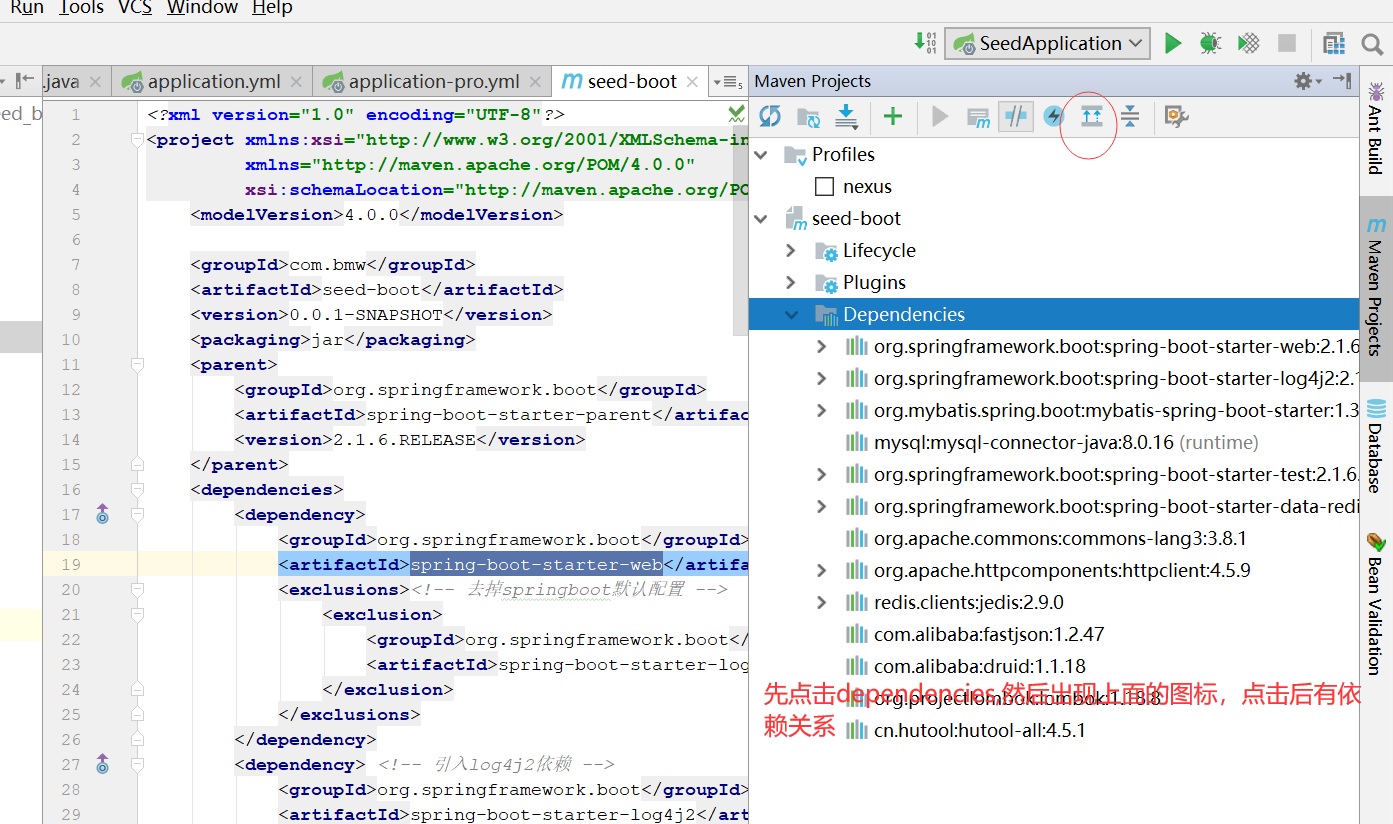 Run Tools VCS Window Help
SeedApplication
.java
application.yml
application-pro.yml
seed-boot
Maven Projects
eed_b
1 <?xml version="1.0" encoding="UTF-8"?>
2 <project xmlns:xsi="http://www.w3.org/2001/XMLSchema-in
3 xmlns="http://maven.apache.org/POM/4.0.0"
4 xsi:schemaLocation="http://maven.apache.org/PO
5 <modelVersion>4.0.0</modelVersion>
6
7 <groupId>com.bmw</groupId>
8 <artifactId>seed-boot</artifactId>
9 <version>0.0.1-SNAPSHOT</version>
10 <packaging>jar</packaging>
11 <parent>
12 <groupId>org.springframework.boot</groupId>
13 <artifactId>spring-boot-starter-parent</artifac
14 <version>2.1.6.RELEASE</version>
15 </parent>
16 <dependencies>
17 <dependency>
18 <groupId>org.springframework.boot</groupId>
19 <artifactId>spring-boot-starter-web</artifa
20 <exclusions><!-- 去掉springboot默认配置 -->
21 <exclusion>
22 <groupId>org.springframework.boot</
23 <artifactId>spring-boot-starter-log
24 </exclusion>
25 </exclusions>
26 </dependency>
27 <dependency> <!-- 引入log4j2依赖 -->
28 <groupId>org.springframework.boot</groupId>
29 <artifactId>spring-boot-starter-log4j2</art
Profiles
nexus
seed-boot
Lifecycle
Plugins
Dependencies
org.springframework.boot:spring-boot-starter-web:2.1.6
org.springframework.boot:spring-boot-starter-log4j2:2.1
org.mybatis.spring.boot:mybatis-spring-boot-starter:1.3
mysql:mysql-connector-java:8.0.16 (runtime)
org.springframework.boot:spring-boot-starter-test:2.1.6.
org.springframework.boot:spring-boot-starter-data-redi
org.apache.commons:commons-lang3:3.8.1
org.apache.httpcomponents:httpclient:4.5.9
redis.clients:jedis:2.9.0
com.alibaba:fastjson:1.2.47
com.alibaba:druid:1.1.18
org.projectlombok:lombok:1.18.8
cn.hutool:hutool-all:4.5.1
先点击dependencies,然后出现上面的图标，点击后有依
赖关系
Ant Build
Maven Projects
Database
Bean Validation